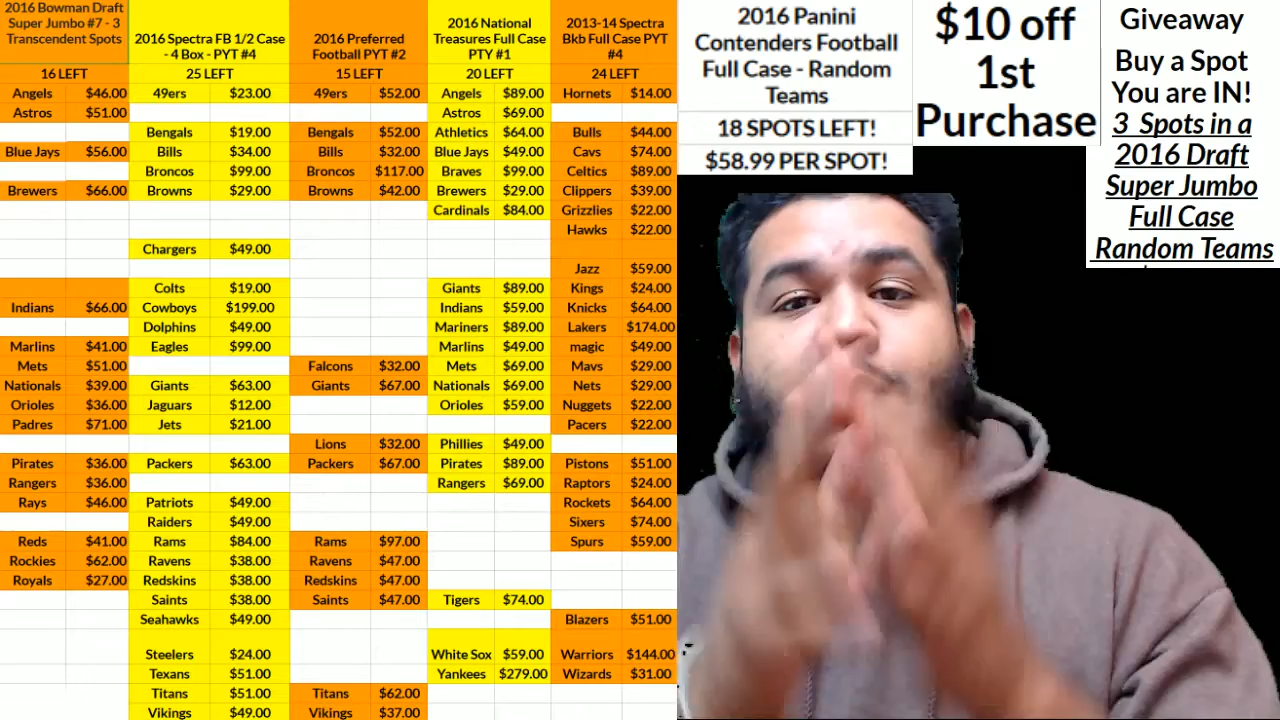 2016 Bowman Draft
Super Jumbo #7 - 3
Transcendent Spots
16 LEFT
Angels $46.00
Astros $51.00
Blue Jays $56.00
Brewers $66.00
Indians $66.00
Marlins $41.00
Mets $51.00
Nationals $39.00
Orioles $36.00
Padres $71.00
Pirates $36.00
Rangers $36.00
Rays $46.00
Reds $41.00
Rockies $62.00
Royals $27.00
2016 Spectra FB 1/2 Case
- 4 Box - PYT #4
25 LEFT
49ers $23.00
Bengals $19.00
Bills $34.00
Broncos $99.00
Browns $29.00
Chargers $49.00
Colts $19.00
Cowboys $199.00
Dolphins $49.00
Eagles $99.00
Giants $63.00
Jaguars $12.00
Jets $21.00
Packers $63.00
Patriots $49.00
Raiders $49.00
Rams $84.00
Ravens $38.00
Redskins $38.00
Saints $38.00
Seahawks $49.00
Steelers $24.00
Texans $51.00
Titans $51.00
Vikings $49.00
2016 Preferred
Football PYT #2
15 LEFT
49ers $52.00
Bengals $52.00
Bills $32.00
Broncos $117.00
Browns $42.00
Falcons $32.00
Giants $67.00
Lions $32.00
Packers $67.00
Rams $97.00
Ravens $47.00
Redskins $47.00
Saints $47.00
Titans $62.00
Vikings $37.00
2016 National
Treasures Full Case
PTY #1
20 LEFT
Angels $89.00
Astros $69.00
Athletics $64.00
Blue Jays $49.00
Braves $99.00
Brewers $29.00
Cardinals $84.00
Giants $89.00
Indians $59.00
Mariners $89.00
Marlins $49.00
Mets $69.00
Nationals $69.00
Orioles $59.00
Phillies $49.00
Pirates $89.00
Rangers $69.00
Tigers $74.00
White Sox $59.00
Yankees $279.00
2013-14 Spectra
Bkb Full Case PYT
#4
24 LEFT
Hornets $14.00
Bulls $44.00
Cavs $74.00
Celtics $89.00
Clippers $39.00
Grizzlies $22.00
Hawks $22.00
Jazz $59.00
Kings $24.00
Knicks $64.00
Lakers $174.00
magic $49.00
Mavs $29.00
Nets $29.00
Nuggets $22.00
Pacers $22.00
Pistons $51.00
Raptors $24.00
Rockets $64.00
Sixers $74.00
Spurs $59.00
Blazers $51.00
Warriors $144.00
Wizards $31.00
2016 Panini
Contenders Football
Full Case - Random
Teams
18 SPOTS LEFT!
$58.99 PER SPOT!
$10 off
1st
Purchase
Giveaway
Buy a Spot
You are IN!
3 Spots in a
2016 Draft
Super Jumbo
Full Case
Random Teams